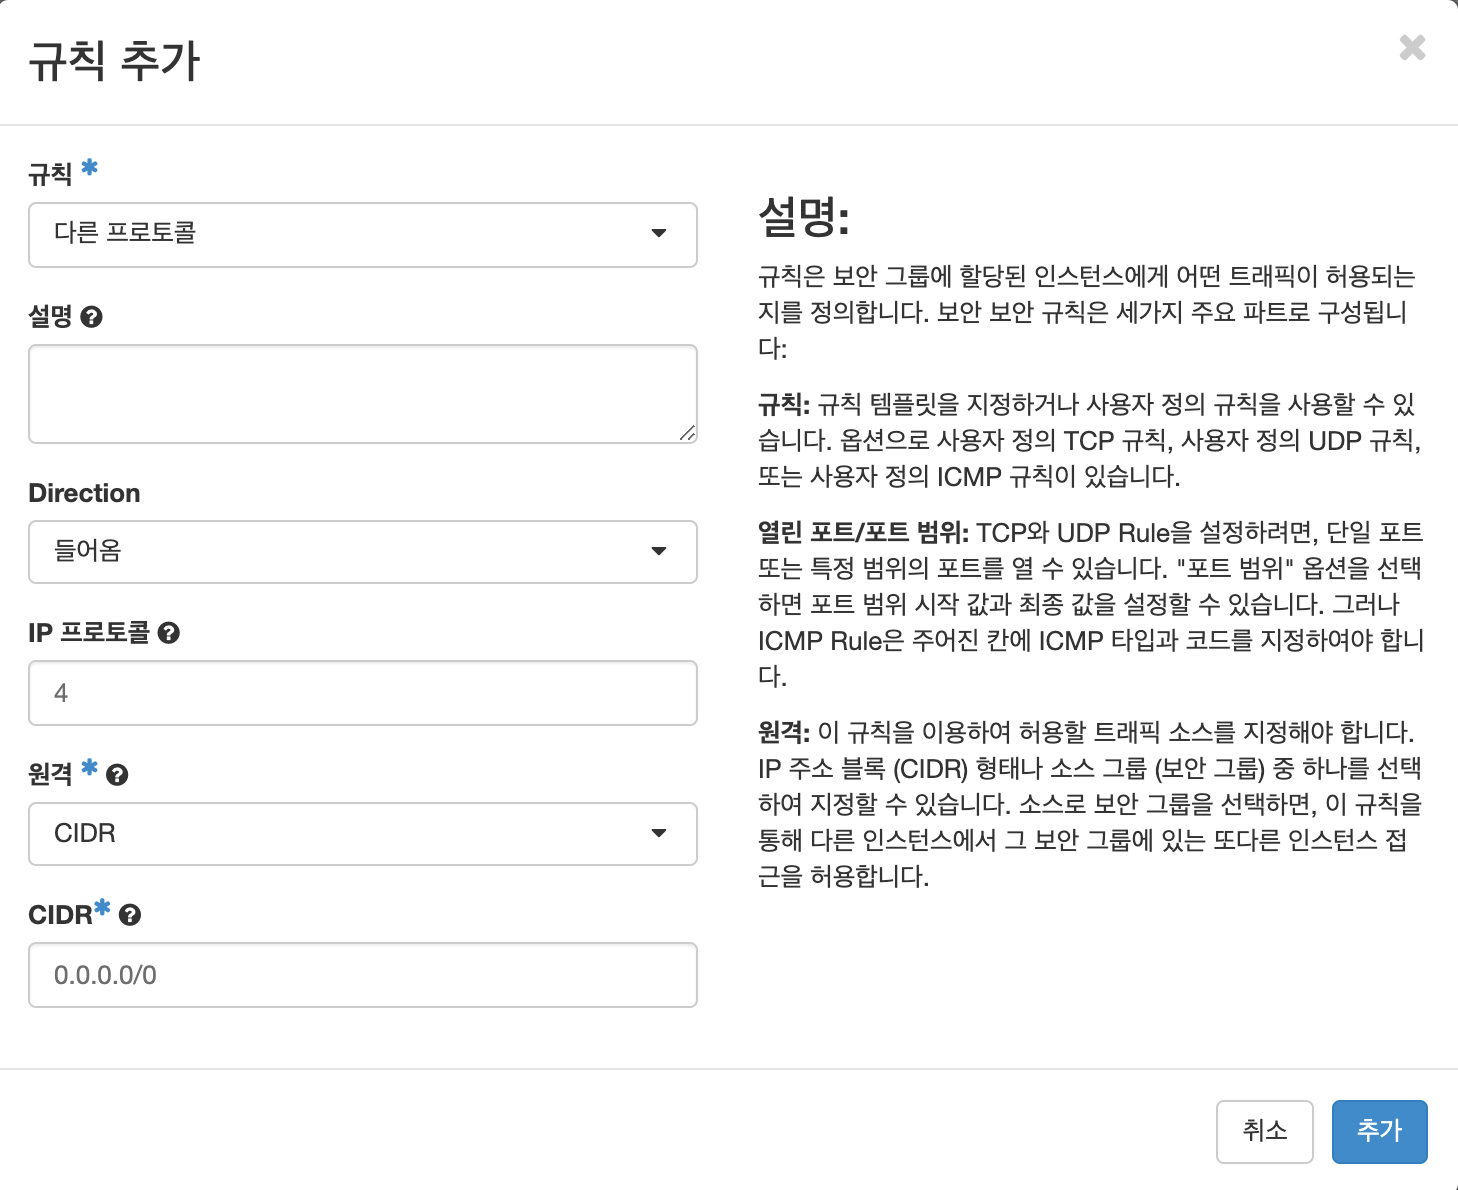 규칙 추가
규칙 *
다른 프로토콜
설명
Direction
들어옴
IP 프로토콜
4
원격 *
CIDR
CIDR*
0.0.0.0/0
설명:
규칙은 보안 그룹에 할당된 인스턴스에게 어떤 트래픽이 허용되는
지를 정의합니다. 보안 보안 규칙은 세가지 주요 파트로 구성됩니
다:
규칙: 규칙 템플릿을 지정하거나 사용자 정의 규칙을 사용할 수 있
습니다. 옵션으로 사용자 정의 TCP 규칙, 사용자 정의 UDP 규칙,
또는 사용자 정의 ICMP 규칙이 있습니다.
열린 포트/포트 범위: TCP와 UDP Rule을 설정하려면, 단일 포트
또는 특정 범위의 포트를 열 수 있습니다. "포트 범위" 옵션을 선택
하면 포트 범위 시작 값과 최종 값을 설정할 수 있습니다. 그러나
ICMP Rule은 주어진 칸에 ICMP 타입과 코드를 지정하여야 합니
다.
원격: 이 규칙을 이용하여 허용할 트래픽 소스를 지정해야 합니다.
IP 주소 블록 (CIDR) 형태나 소스 그룹 (보안 그룹) 중 하나를 선택
하여 지정할 수 있습니다. 소스로 보안 그룹을 선택하면, 이 규칙을
통해 다른 인스턴스에서 그 보안 그룹에 있는 또다른 인스턴스 접
근을 허용합니다.
취소
추가